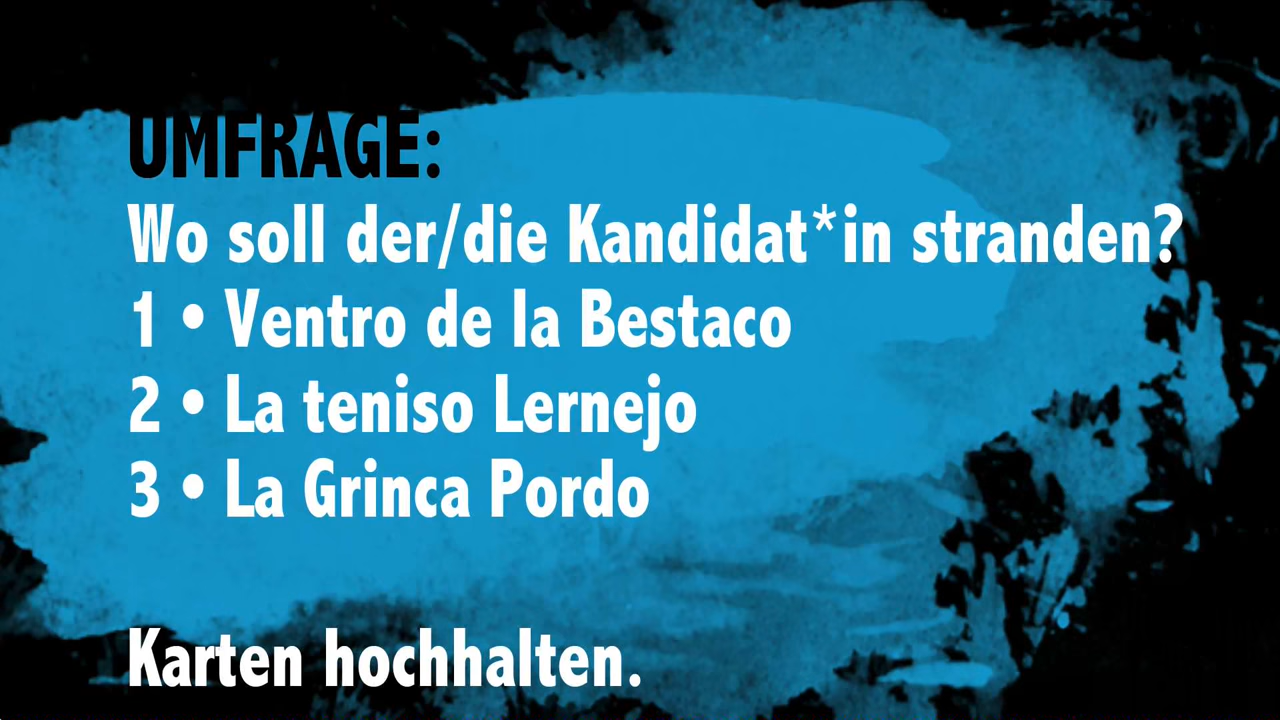 UMFRAGE:
Wo soll der/die Kandidat*in stranden?
1 • Ventro de la Bestaco
2 • La teniso Lernejo
3 • La Grinca Pordo
Karten hochhalten.